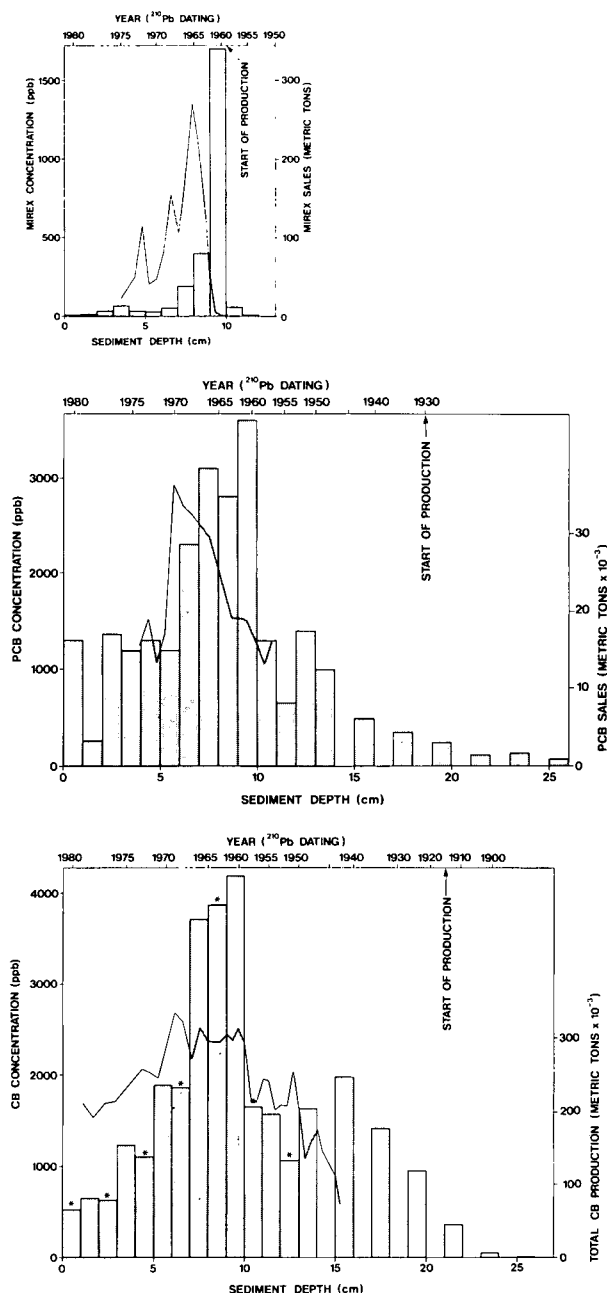 YEAR (²¹⁰Pb DATING)
1980 1975 1970 1965 1960 1955 1950
1500
1000
500
0
MIREX CONCENTRATION (ppb)
START OF PRODUCTION
300
200
100
0
MIREX SALES (METRIC TONS)
0 5 10
SEDIMENT DEPTH (cm)
YEAR (²¹⁰Pb DATING)
1980 1975 1970 1965 1960 1955 1950 1940 1930
3000
2000
1000
0
PCB CONCENTRATION (ppb)
START OF PRODUCTION
30
20
10
0
PCB SALES (METRIC TONS x 10⁻³)
0 5 10 15 20 25
SEDIMENT DEPTH (cm)
YEAR (²¹⁰Pb DATING)
1980 1975 1970 1965 1960 1955 1950 1940 1930 1920 1910 1900
4000
3000
2000
1000
0
CB CONCENTRATION (ppb)
* * * * * * *
START OF PRODUCTION
300
200
100
0
TOTAL CB PRODUCTION (METRIC TONS x 10⁻³)
0 5 10 15 20 25
SEDIMENT DEPTH (cm)